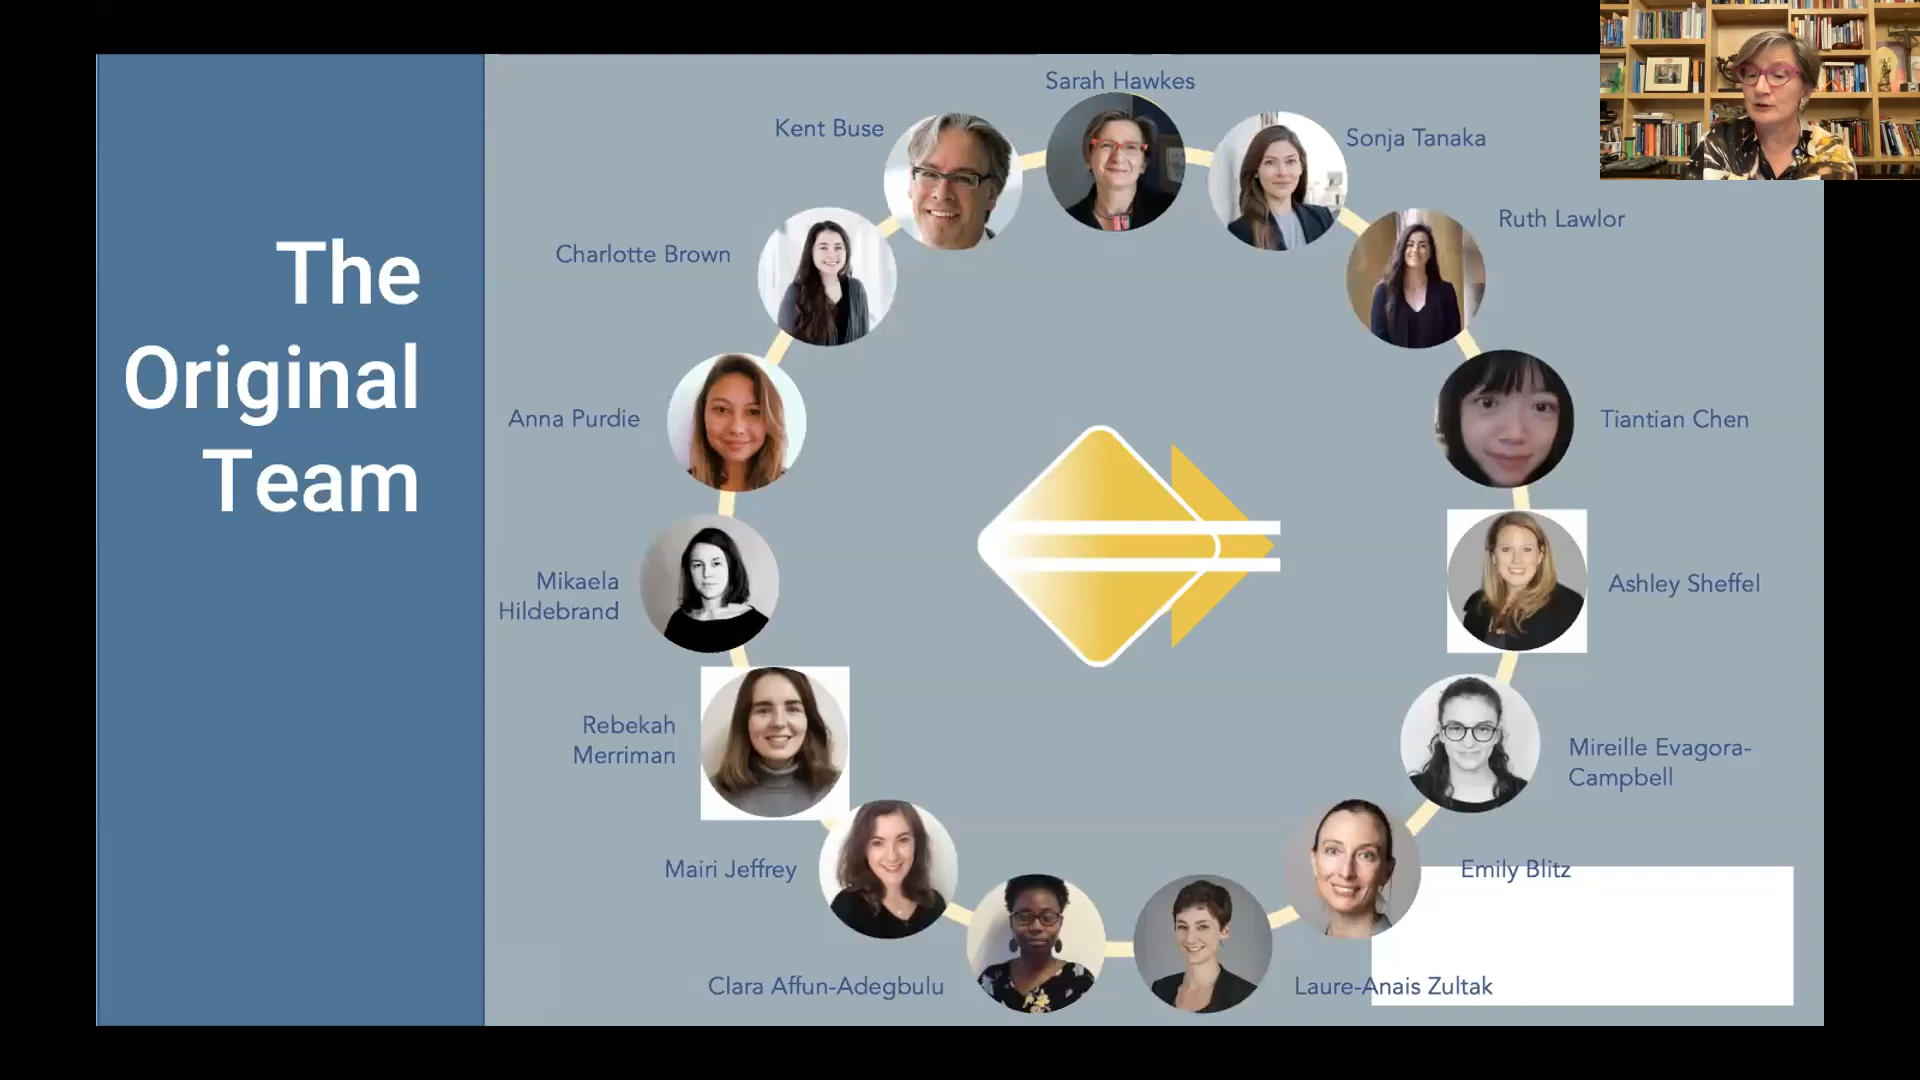 The
Original
Team
Sarah Hawkes
Kent Buse
Sonja Tanaka
Ruth Lawlor
Charlotte Brown
Anna Purdie
Tiantian Chen
Mikaela
Hildebrand
Ashley Sheffel
Rebekah
Merriman
Mireille Evagora-
Campbell
Mairi Jeffrey
Emily Blitz
Clara Affun-Adegbulu
Laure-Anais Zultak